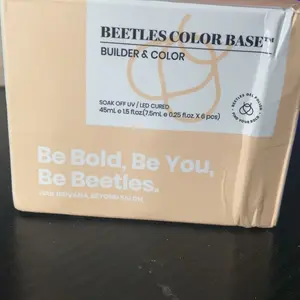 BEETLES COLOR BASE™
BUILDER & COLOR
SOAK OFF UV / LED CURED
45mL e 1.5 fl.oz(7.5mL e 0.25 fl.oz X 6 pcs)
Be Bold, Be You,
Be Beetles.